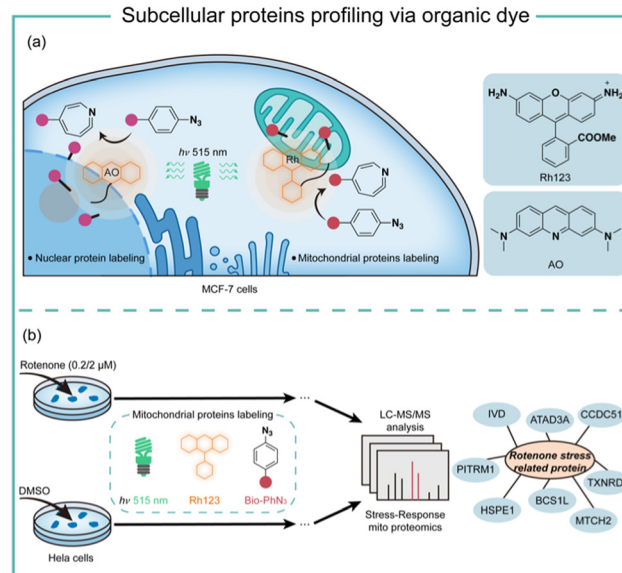 Subcellular proteins profiling via organic dye
(a)
N
N₃
AO
hν 515 nm
Rh
N
N₃
• Nuclear protein labeling
• Mitochondrial proteins labeling
MCF-7 cells
H₂N
O
+
NH₂
COOMe
Rh123
N
N
N
AO
(b)
Rotenone (0.2/2 μM)
...
Mitochondrial proteins labeling
N₃
hν 515 nm
Rh123
Bio-PhN₃
DMSO
...
Hela cells
LC-MS/MS
analysis
Stress-Response
mito proteomics
IVD
ATAD3A
CCDC51
PITRM1
Rotenone stress
related protein
TXNRD
HSPE1
BCS1L
MTCH2